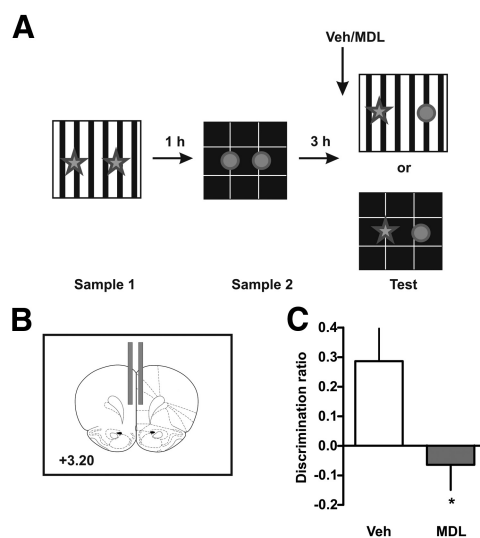 A
Veh/MDL
1 h
3 h
or
Sample 1
Sample 2
Test
B
+3.20
C
Discrimination ratio
0.4
0.3
0.2
0.1
0.0
-0.1
-0.2
*
Veh
MDL